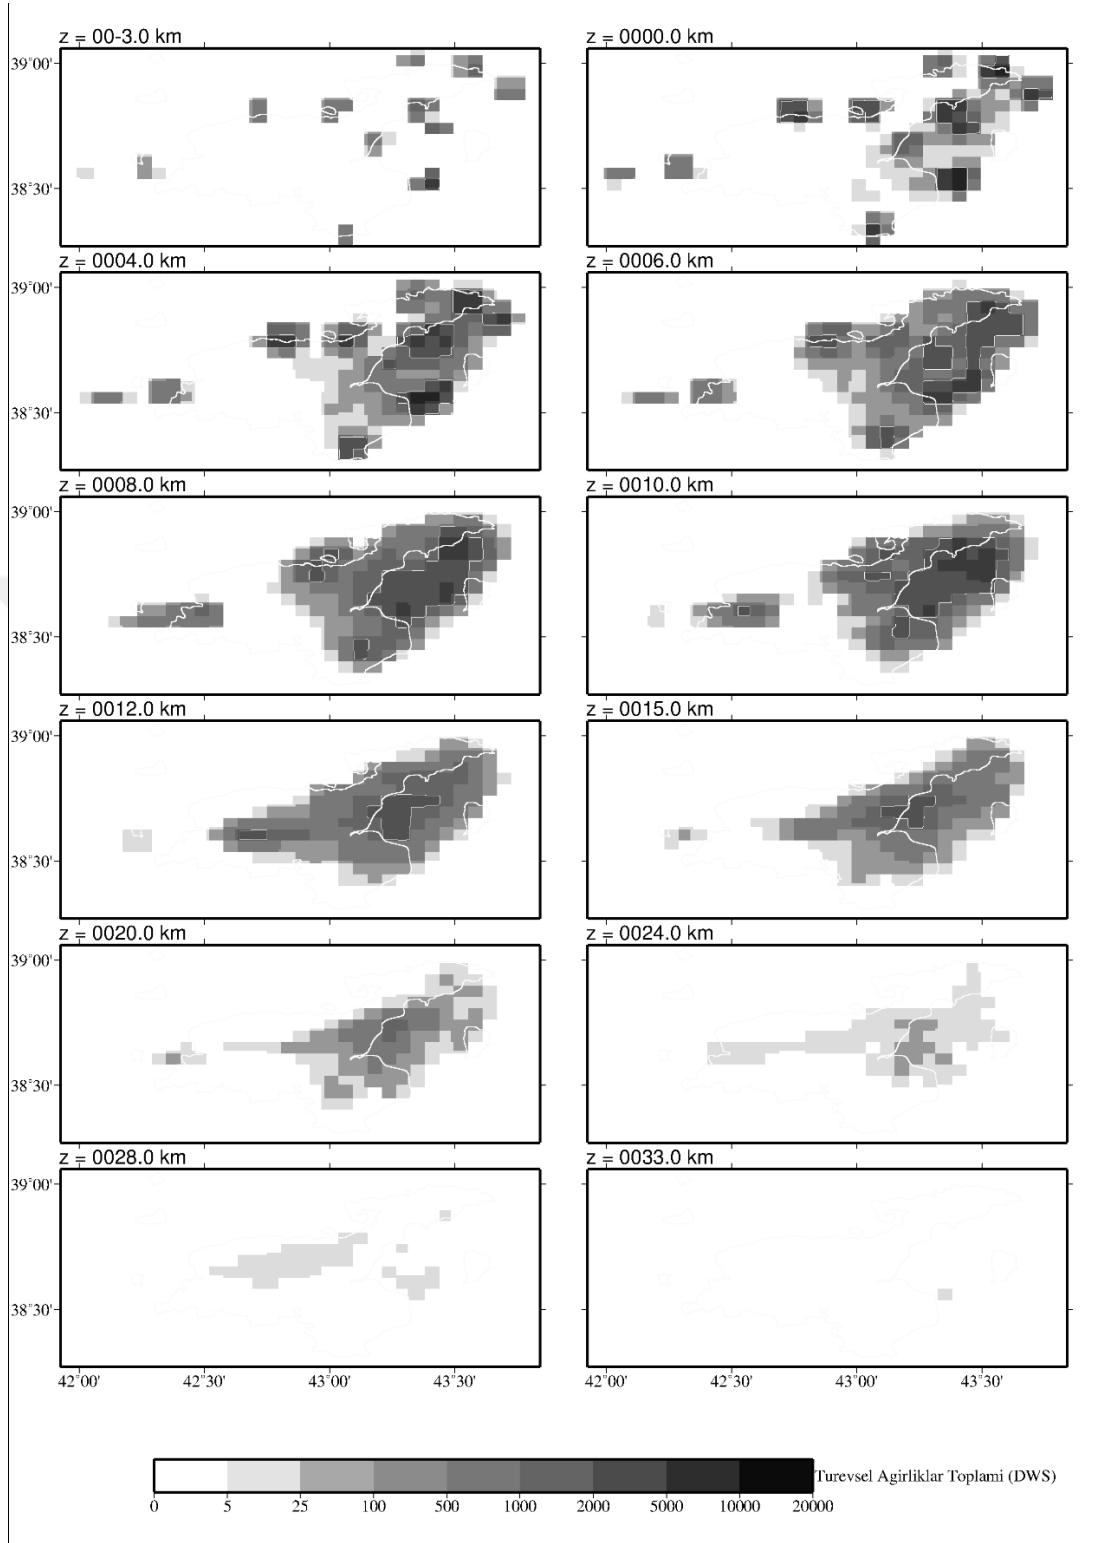 z = 00-3.0 km z = 0000.0 km
39°00'
38°30'
z = 0004.0 km z = 0006.0 km
39°00'
38°30'
z = 0008.0 km z = 0010.0 km
39°00'
38°30'
z = 0012.0 km z = 0015.0 km
39°00'
38°30'
z = 0020.0 km z = 0024.0 km
39°00'
38°30'
z = 0028.0 km z = 0033.0 km
39°00'
38°30'
42°00' 42°30' 43°00' 43°30' 42°00' 42°30' 43°00' 43°30'
Turevsel Agirliklar Toplami (DWS)
0 5 25 100 500 1000 2000 5000 10000 20000